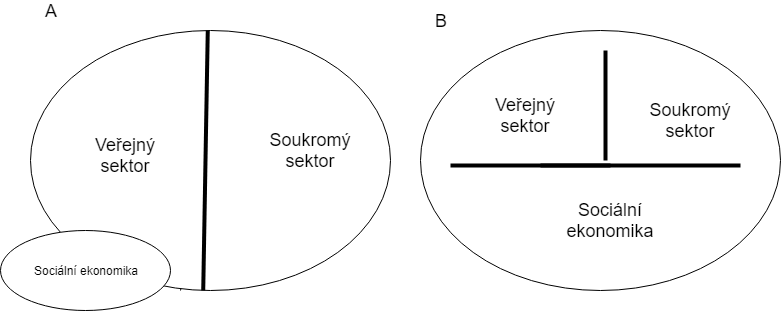 A
Veřejný
sektor
Soukromý
sektor
Sociální ekonomika
B
Veřejný
sektor
Soukromý
sektor
Sociální
ekonomika